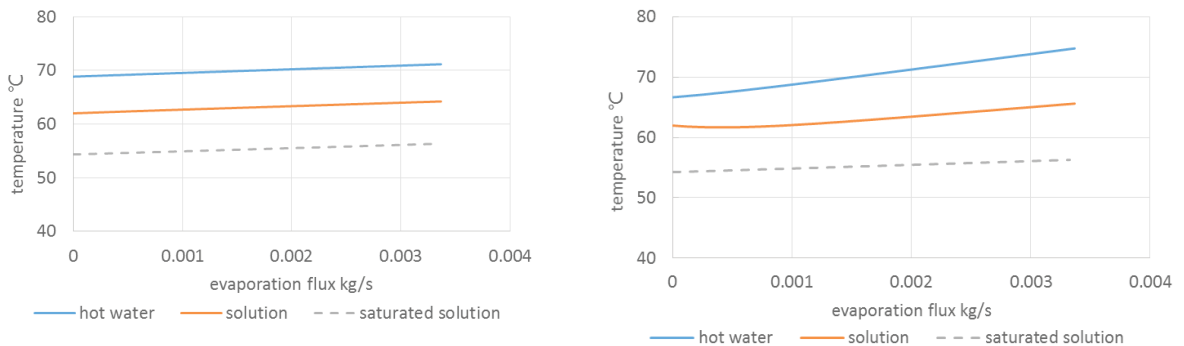 80
70
60
50
40
temperature ℃
0 0.001 0.002 0.003 0.004
evaporation flux kg/s
hot water solution saturated solution
80
70
60
50
40
temperature ℃
0 0.001 0.002 0.003 0.004
evaporation flux kg/s
hot water solution saturated solution